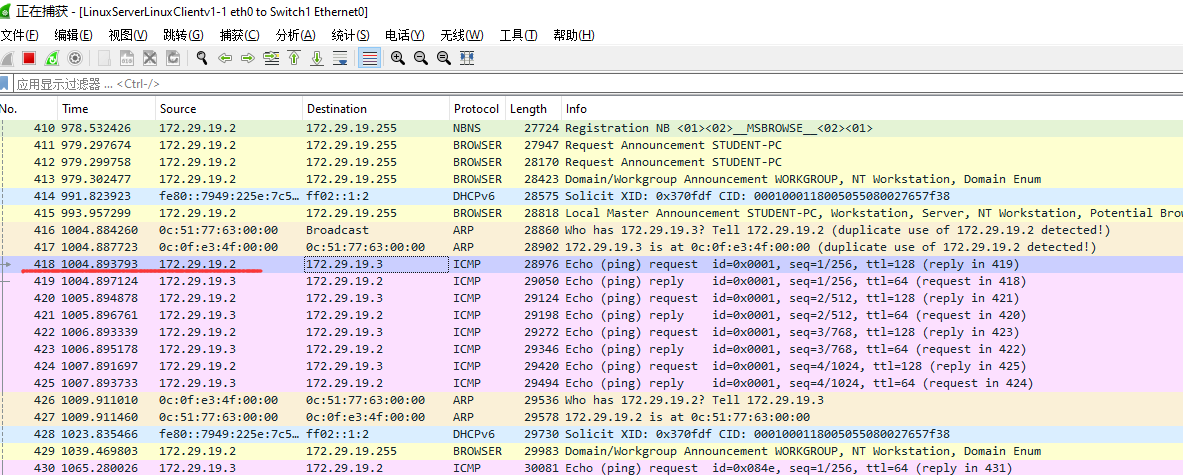 正在捕获 - [LinuxServerLinuxClientv1-1 eth0 to Switch1 Ethernet0]
文件(F) 编辑(E) 视图(V) 跳转(G) 捕获(C) 分析(A) 统计(S) 电话(Y) 无线(W) 工具(T) 帮助(H)
应用显示过滤器 … <Ctrl-/>
No. Time Source Destination Protocol Length Info
410 978.532426 172.29.19.2 172.29.19.255 NBNS 27724 Registration NB <01><02>__MSBROWSE__<02><01>
411 979.297674 172.29.19.2 172.29.19.255 BROWSER 27947 Request Announcement STUDENT-PC
412 979.299758 172.29.19.2 172.29.19.255 BROWSER 28170 Request Announcement STUDENT-PC
413 979.302477 172.29.19.2 172.29.19.255 BROWSER 28423 Domain/Workgroup Announcement WORKGROUP, NT Workstation, Domain Enum
414 991.823923 fe80::7949:225e:7c5… ff02::1:2 DHCPv6 28575 Solicit XID: 0x370fdf CID: 0001000118005055080027657f38
415 993.957299 172.29.19.2 172.29.19.255 BROWSER 28818 Local Master Announcement STUDENT-PC, Workstation, Server, NT Workstation, Potential Brow
416 1004.884260 0c:51:77:63:00:00 Broadcast ARP 28860 Who has 172.29.19.3? Tell 172.29.19.2 (duplicate use of 172.29.19.2 detected!)
417 1004.887723 0c:0f:e3:4f:00:00 0c:51:77:63:00:00 ARP 28902 172.29.19.3 is at 0c:0f:e3:4f:00:00 (duplicate use of 172.29.19.2 detected!)
418 1004.893793 172.29.19.2 172.29.19.3 ICMP 28976 Echo (ping) request id=0x0001, seq=1/256, ttl=128 (reply in 419)
419 1004.897124 172.29.19.3 172.29.19.2 ICMP 29050 Echo (ping) reply id=0x0001, seq=1/256, ttl=64 (request in 418)
420 1005.894878 172.29.19.2 172.29.19.3 ICMP 29124 Echo (ping) request id=0x0001, seq=2/512, ttl=128 (reply in 421)
421 1005.896761 172.29.19.3 172.29.19.2 ICMP 29198 Echo (ping) reply id=0x0001, seq=2/512, ttl=64 (request in 420)
422 1006.893339 172.29.19.2 172.29.19.3 ICMP 29272 Echo (ping) request id=0x0001, seq=3/768, ttl=128 (reply in 423)
423 1006.895178 172.29.19.3 172.29.19.2 ICMP 29346 Echo (ping) reply id=0x0001, seq=3/768, ttl=64 (request in 422)
424 1007.891697 172.29.19.2 172.29.19.3 ICMP 29420 Echo (ping) request id=0x0001, seq=4/1024, ttl=128 (reply in 425)
425 1007.893733 172.29.19.3 172.29.19.2 ICMP 29494 Echo (ping) reply id=0x0001, seq=4/1024, ttl=64 (request in 424)
426 1009.911010 0c:0f:e3:4f:00:00 0c:51:77:63:00:00 ARP 29536 Who has 172.29.19.2? Tell 172.29.19.3
427 1009.911460 0c:51:77:63:00:00 0c:0f:e3:4f:00:00 ARP 29578 172.29.19.2 is at 0c:51:77:63:00:00
428 1023.835466 fe80::7949:225e:7c5… ff02::1:2 DHCPv6 29730 Solicit XID: 0x370fdf CID: 0001000118005055080027657f38
429 1039.469803 172.29.19.2 172.29.19.255 BROWSER 29983 Domain/Workgroup Announcement WORKGROUP, NT Workstation, Domain Enum
430 1065.280026 172.29.19.3 172.29.19.2 ICMP 30081 Echo (ping) request id=0x084e, seq=1/256, ttl=64 (reply in 431)